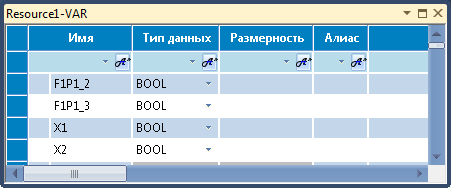 Resource1-VAR
Имя Тип данных Размерность Алиас
F1P1_2 BOOL
F1P1_3 BOOL
X1 BOOL
X2 BOOL